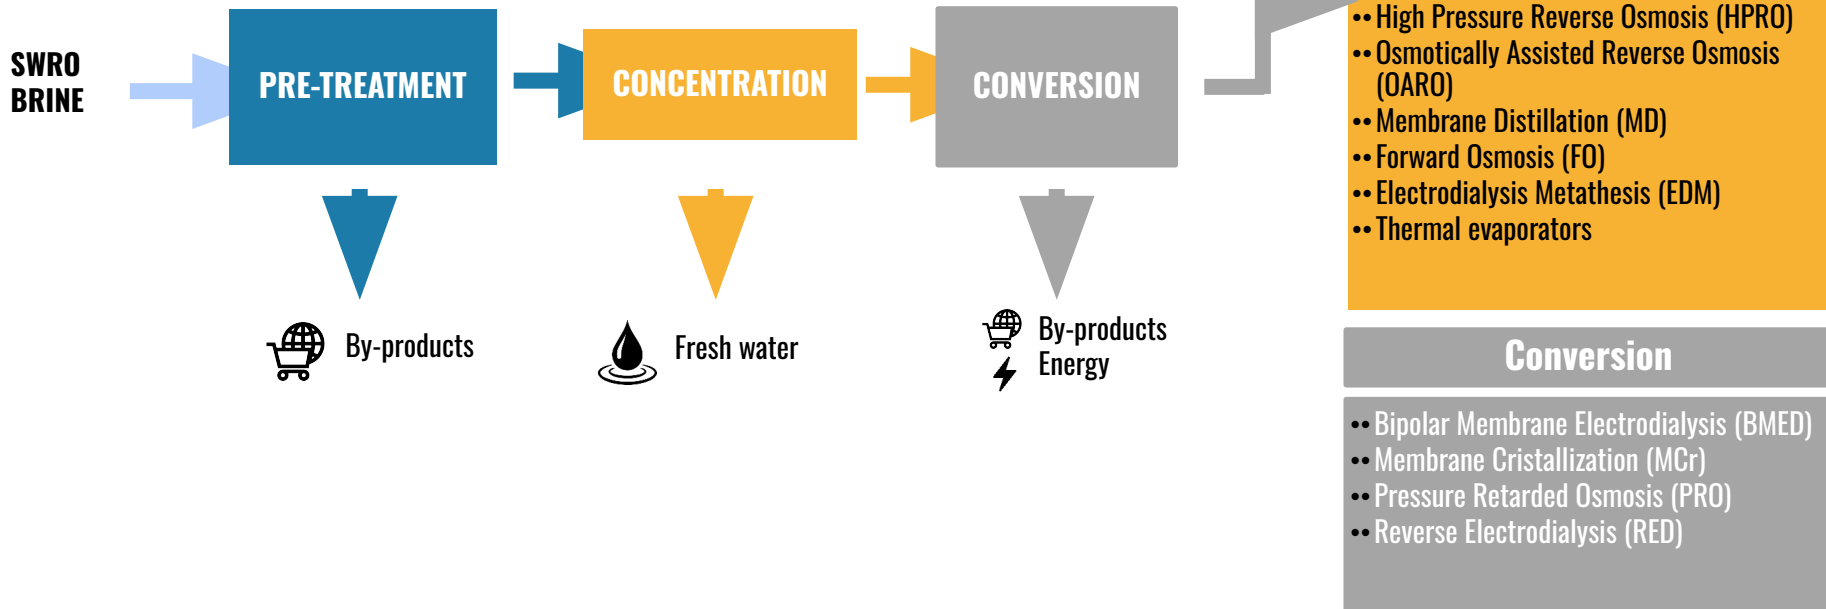 SWRO
BRINE
PRE-TREATMENT
CONCENTRATION
CONVERSION
By-products
Fresh water
By-products
Energy
•• High Pressure Reverse Osmosis (HPRO)
•• Osmotically Assisted Reverse Osmosis
(OARO)
•• Membrane Distillation (MD)
•• Forward Osmosis (FO)
•• Electrodialysis Metathesis (EDM)
•• Thermal evaporators
Conversion
•• Bipolar Membrane Electrodialysis (BMED)
•• Membrane Cristallization (MCr)
•• Pressure Retarded Osmosis (PRO)
•• Reverse Electrodialysis (RED)